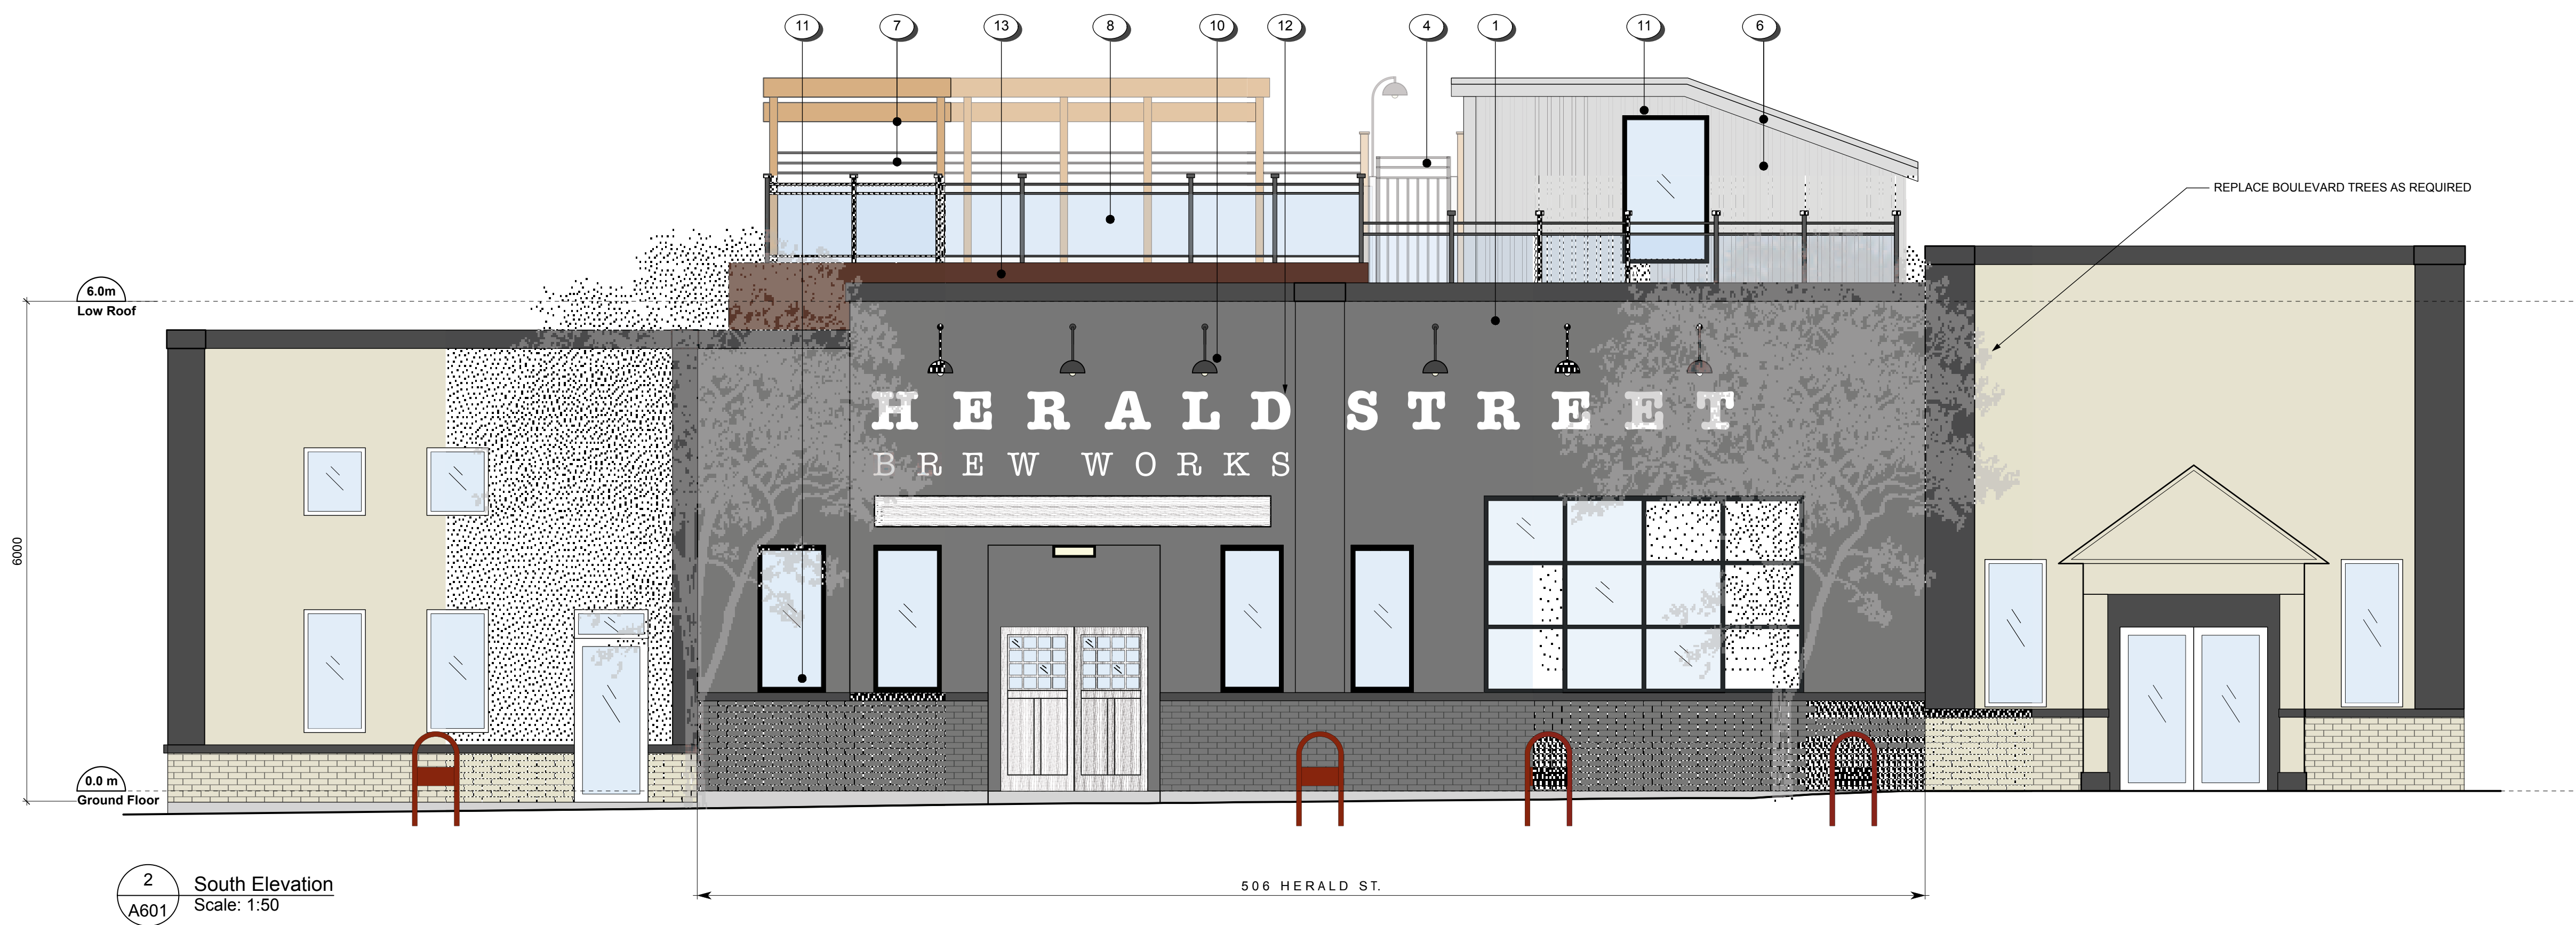 11 7 13 8 10 12 4 1 11 6
REPLACE BOULEVARD TREES AS REQUIRED
6.0m
Low Roof
HERALD STREET
BREW WORKS
6000
0.0 m
Ground Floor
506 HERALD ST.
2
A601
South Elevation
Scale: 1:50